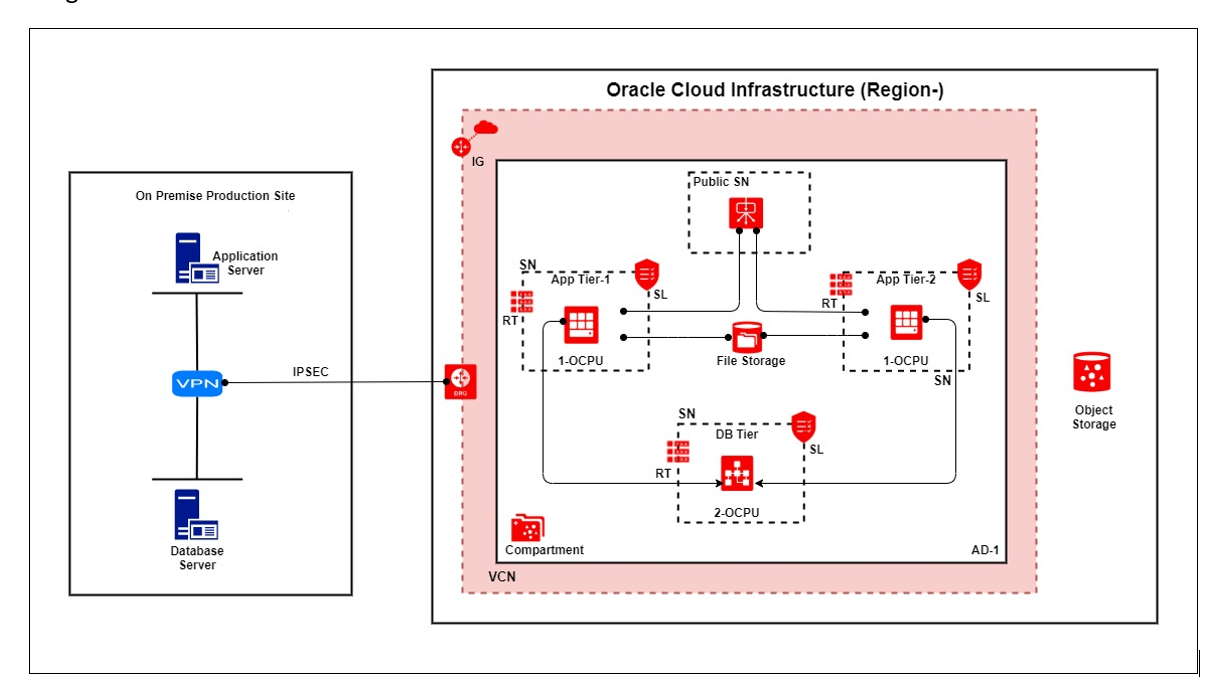 Oracle Cloud Infrastructure (Region-)
IG
On Premise Production Site
Application
Server
VPN
IPSEC
DRG
Database
Server
Public SN
SN
App Tier-1
SL
RT
1-OCPU
File Storage
App Tier-2
SL
RT
1-OCPU
SN
Object
Storage
SN
DB Tier
SL
RT
2-OCPU
Compartment
AD-1
VCN